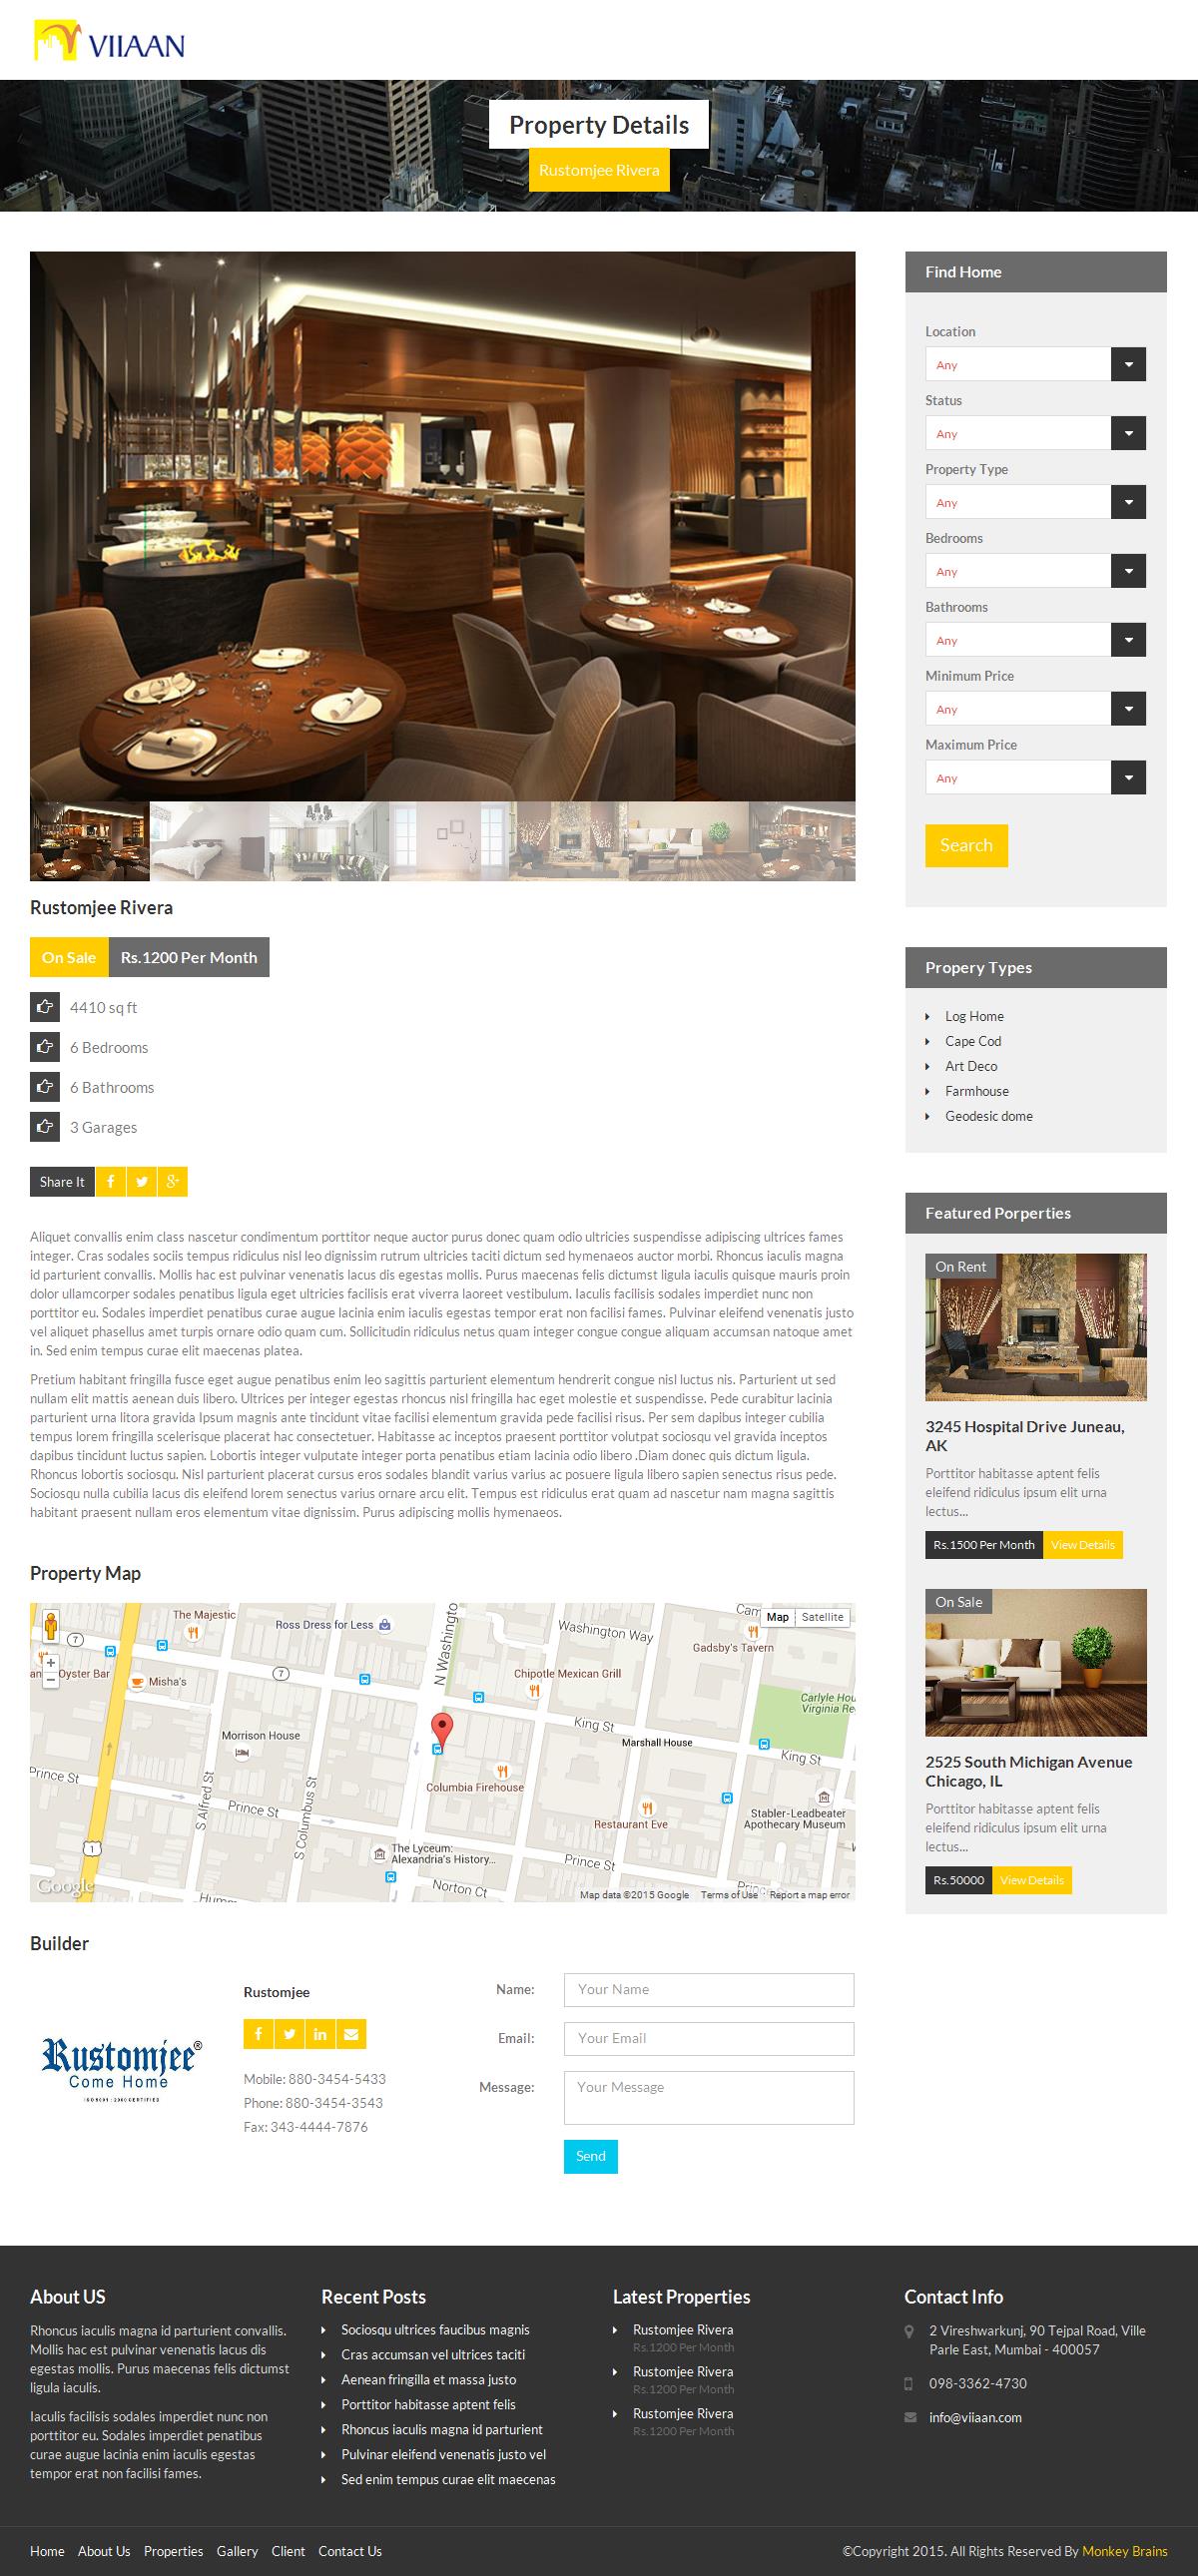 VIIAAN
Property Details
Rustomjee Rivera
Rustomjee Rivera
On Sale Rs.1200 Per Month
4410 sq ft
6 Bedrooms
6 Bathrooms
3 Garages
Share It
Aliquet convallis enim class nascetur condimentum porttitor neque auctor purus donec quam odio ultricies suspendisse adipiscing ultrices fames
integer. Cras sodales sociis tempus ridiculus nisl leo dignissim rutrum ultricies taciti dictum sed hymenaeos auctor morbi. Rhoncus iaculis magna
id parturient convallis. Mollis hac est pulvinar venenatis lacus dis egestas mollis. Purus maecenas felis dictumst ligula iaculis quisque mauris proin
dolor ullamcorper sodales penatibus ligula eget ultricies facilisis erat viverra laoreet vestibulum. Iaculis facilisis sodales imperdiet nunc non
porttitor eu. Sodales imperdiet penatibus curae augue lacinia enim iaculis egestas tempor erat non facilisi fames. Pulvinar eleifend venenatis justo
vel aliquet phasellus amet turpis ornare odio quam cum. Sollicitudin ridiculus netus quam integer congue congue aliquam accumsan natoque amet
in. Sed enim tempus curae elit maecenas platea.
Pretium habitant fringilla fusce eget augue penatibus enim leo sagittis parturient elementum hendrerit congue nisl luctus nis. Parturient ut sed
nullam elit mattis aenean duis libero. Ultrices per integer egestas rhoncus nisl fringilla hac eget molestie et suspendisse. Pede curabitur lacinia
parturient urna litora gravida Ipsum magnis ante tincidunt vitae facilisi elementum gravida pede facilisi risus. Per sem dapibus integer cubilia
tempus lorem fringilla scelerisque placerat hac consectetuer. Habitasse ac inceptos praesent porttitor volutpat sociosqu vel gravida inceptos
dapibus tincidunt luctus sapien. Lobortis integer vulputate integer porta penatibus etiam lacinia odio libero .Diam donec quis dictum ligula.
Rhoncus lobortis sociosqu. Nisl parturient placerat cursus eros sodales blandit varius varius ac posuere ligula libero sapien senectus risus pede.
Sociosqu nulla cubilia lacus dis eleifend lorem senectus varius ornare arcu elit. Tempus est ridiculus erat quam ad nascetur nam magna sagittis
habitant praesent nullam eros elementum vitae dignissim. Purus adipiscing mollis hymenaeos.
Property Map
The Majestic
Ross Dress for Less
N Washingto
Washington Way
Cam
Map Satellite
Gadsby's Tavern
7
Oyster Bar
Misha's
7
Chipotle Mexican Grill
Carlyle Hou
Virginia Re
King St
Morrison House
Marshall House
King St
Prince St
Columbia Firehouse
S Alfred St
Prince St
S Columbus St
Restaurant Eve
Stabler-Leadbeater
Apothecary Museum
1
The Lyceum:
Alexandria's History...
Prince St
Norton Ct
Google
Map data ©2015 Google Terms of Use Report a map error
Builder
Rustomjee®
Come Home
ISO 9001 : 2000 CERTIFIED
Rustomjee
Mobile: 880-3454-5433
Phone: 880-3454-3543
Fax: 343-4444-7876
Name: Your Name
Email: Your Email
Message: Your Message
Send
Find Home
Location
Any
Status
Any
Property Type
Any
Bedrooms
Any
Bathrooms
Any
Minimum Price
Any
Maximum Price
Any
Search
Propery Types
Log Home
Cape Cod
Art Deco
Farmhouse
Geodesic dome
Featured Porperties
On Rent
3245 Hospital Drive Juneau,
AK
Porttitor habitasse aptent felis
eleifend ridiculus ipsum elit urna
lectus...
Rs.1500 Per Month View Details
On Sale
2525 South Michigan Avenue
Chicago, IL
Porttitor habitasse aptent felis
eleifend ridiculus ipsum elit urna
lectus...
Rs.50000 View Details
About US
Rhoncus iaculis magna id parturient convallis.
Mollis hac est pulvinar venenatis lacus dis
egestas mollis. Purus maecenas felis dictumst
ligula iaculis.
Iaculis facilisis sodales imperdiet nunc non
porttitor eu. Sodales imperdiet penatibus
curae augue lacinia enim iaculis egestas
tempor erat non facilisi fames.
Recent Posts
Sociosqu ultrices faucibus magnis
Cras accumsan vel ultrices taciti
Aenean fringilla et massa justo
Porttitor habitasse aptent felis
Rhoncus iaculis magna id parturient
Pulvinar eleifend venenatis justo vel
Sed enim tempus curae elit maecenas
Latest Properties
Rustomjee Rivera
Rs.1200 Per Month
Rustomjee Rivera
Rs.1200 Per Month
Rustomjee Rivera
Rs.1200 Per Month
Contact Info
2 Vireshwarkunj, 90 Tejpal Road, Ville
Parle East, Mumbai - 400057
098-3362-4730
info@viiaan.com
Home About Us Properties Gallery Client Contact Us
©Copyright 2015. All Rights Reserved By Monkey Brains